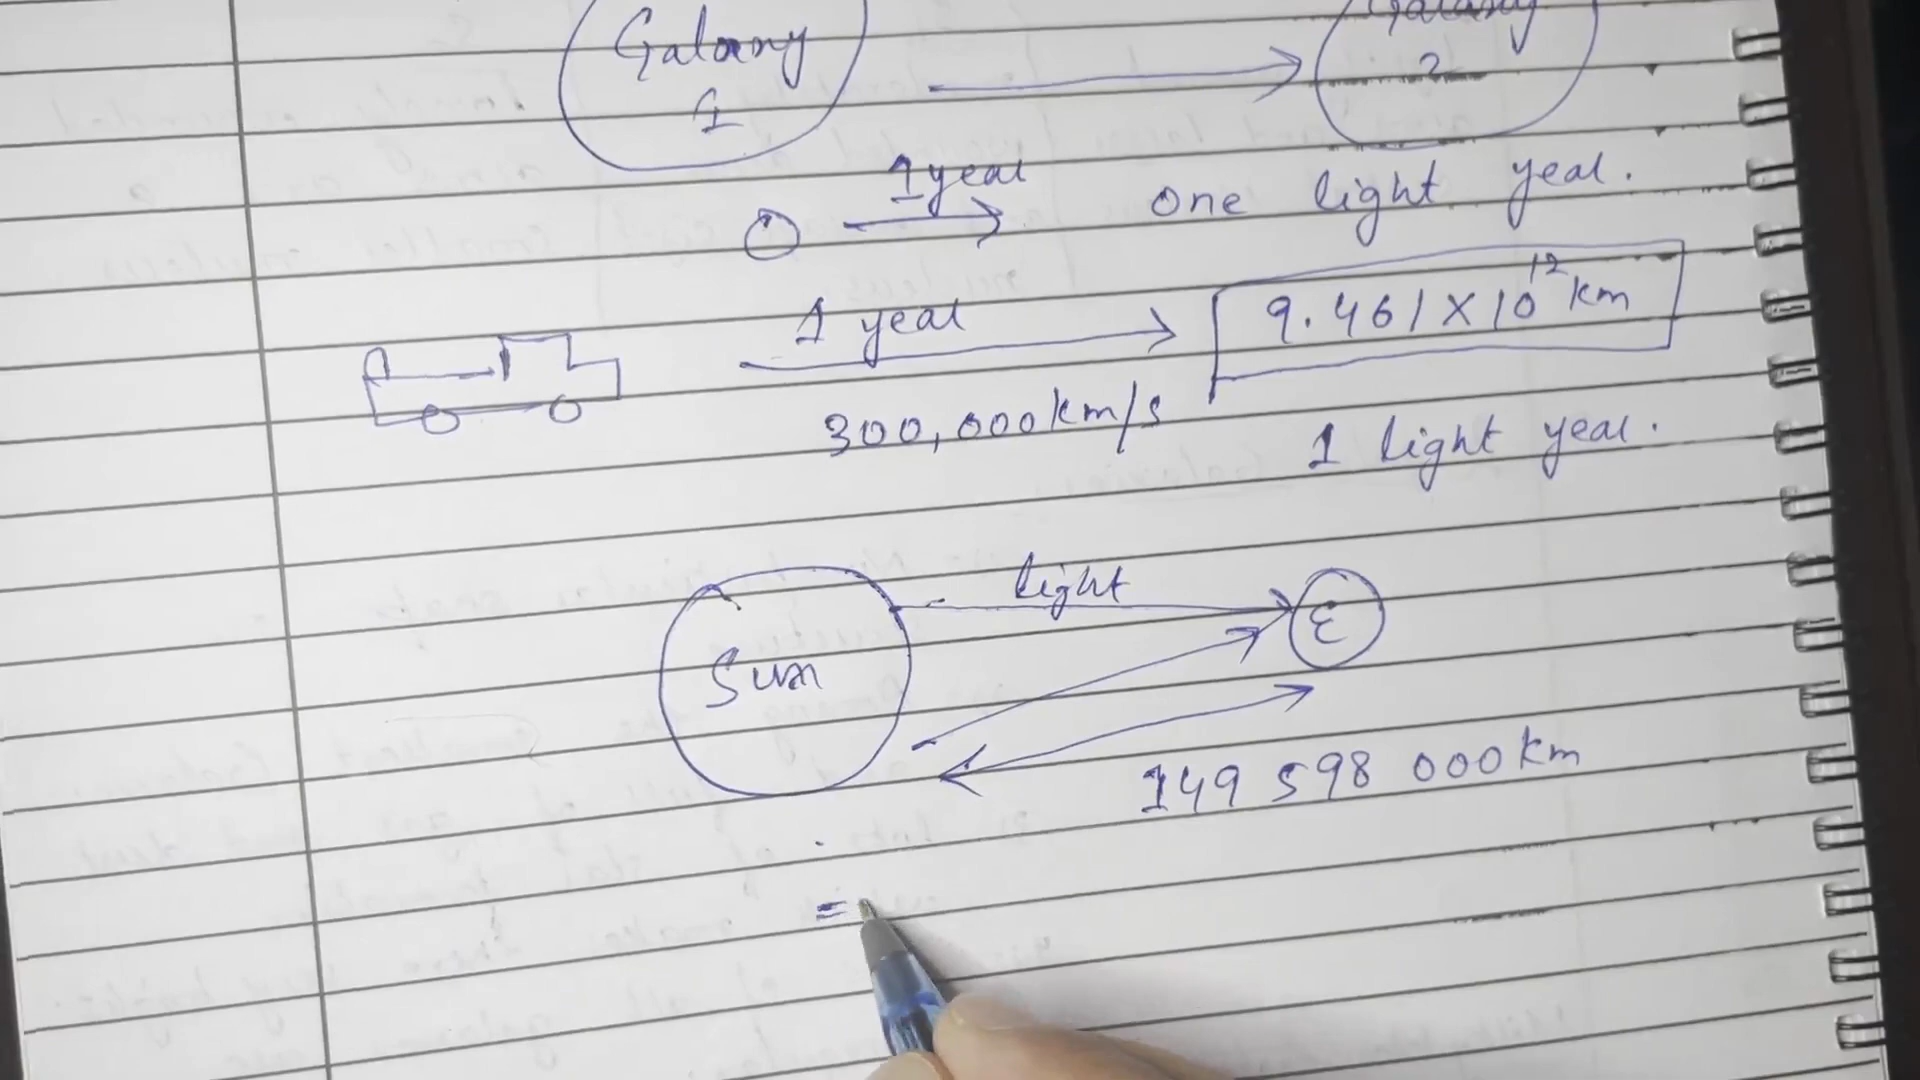 Galaxy Galaxy
1 2
1 year
one light year.
1 year
9.461 x 10¹² km
300,000 km/s
1 light year.
light
Sun
E
149 598 000 km
=